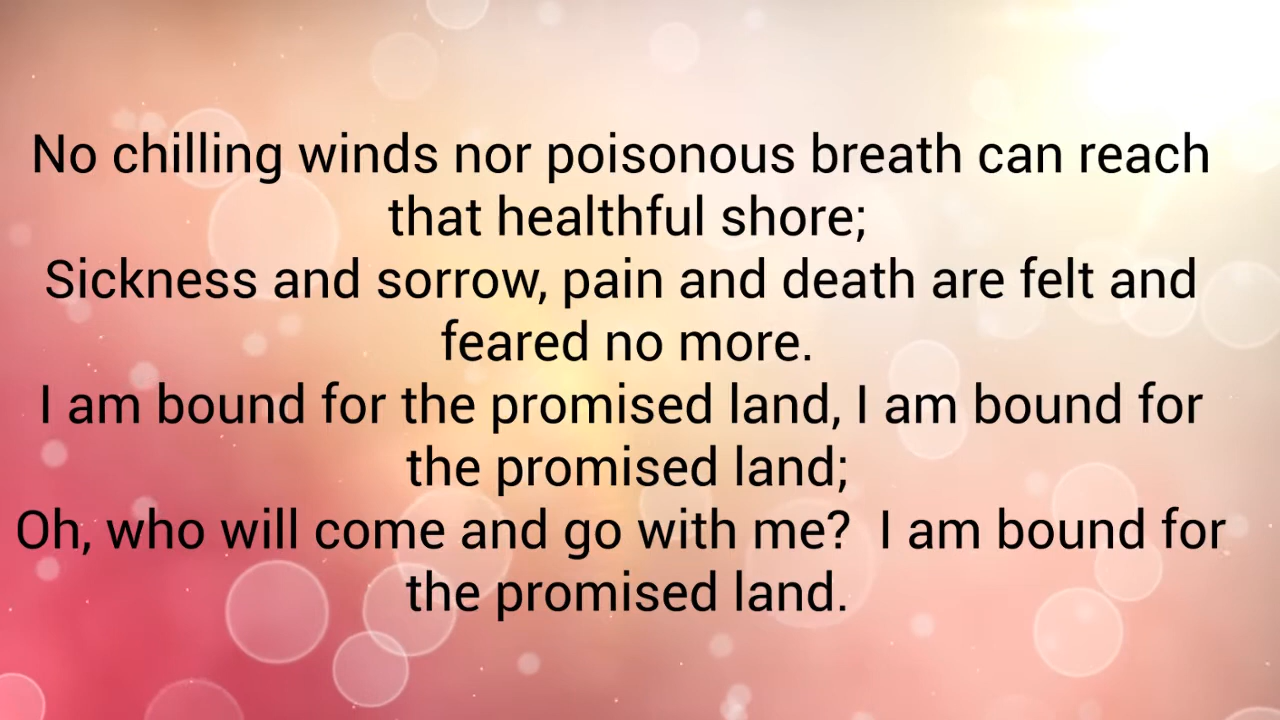 No chilling winds nor poisonous breath can reach
that healthful shore;
Sickness and sorrow, pain and death are felt and
feared no more.
I am bound for the promised land, I am bound for
the promised land;
Oh, who will come and go with me?  I am bound for
the promised land.